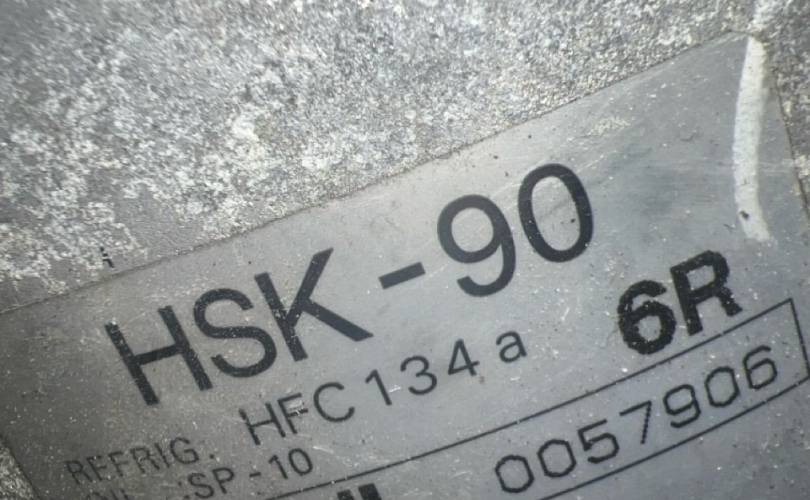 HSK-90
6R
REFRIG. HFC134a
SP-10
0057906